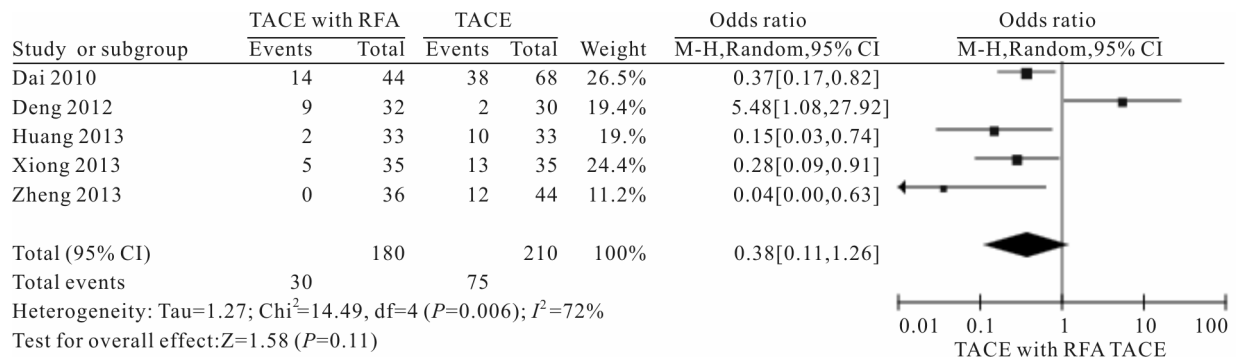 TACE with RFA TACE Odds ratio Odds ratio
Study or subgroup Events Total Events Total Weight M-H,Random,95% CI M-H,Random,95% CI
Dai 2010 14 44 38 68 26.5% 0.37[0.17,0.82]
Deng 2012 9 32 2 30 19.4% 5.48[1.08,27.92]
Huang 2013 2 33 10 33 19.% 0.15[0.03,0.74]
Xiong 2013 5 35 13 35 24.4% 0.28[0.09,0.91]
Zheng 2013 0 36 12 44 11.2% 0.04[0.00,0.63]
Total (95% CI) 180 210 100% 0.38[0.11,1.26]
Total events 30 75
Heterogeneity: Tau=1.27; Chi²=14.49, df=4 (P=0.006); I²=72%
Test for overall effect:Z=1.58 (P=0.11)
0.01 0.1 1 10 100
TACE with RFA TACE